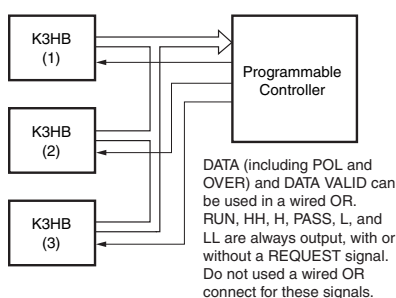 K3HB
(1)
Programmable
Controller
K3HB
(2)
K3HB
(3)
DATA (including POL and
OVER) and DATA VALID can
be used in a wired OR.
RUN, HH, H, PASS, L, and
LL are always output, with or
without a REQUEST signal.
Do not used a wired OR
connect for these signals.